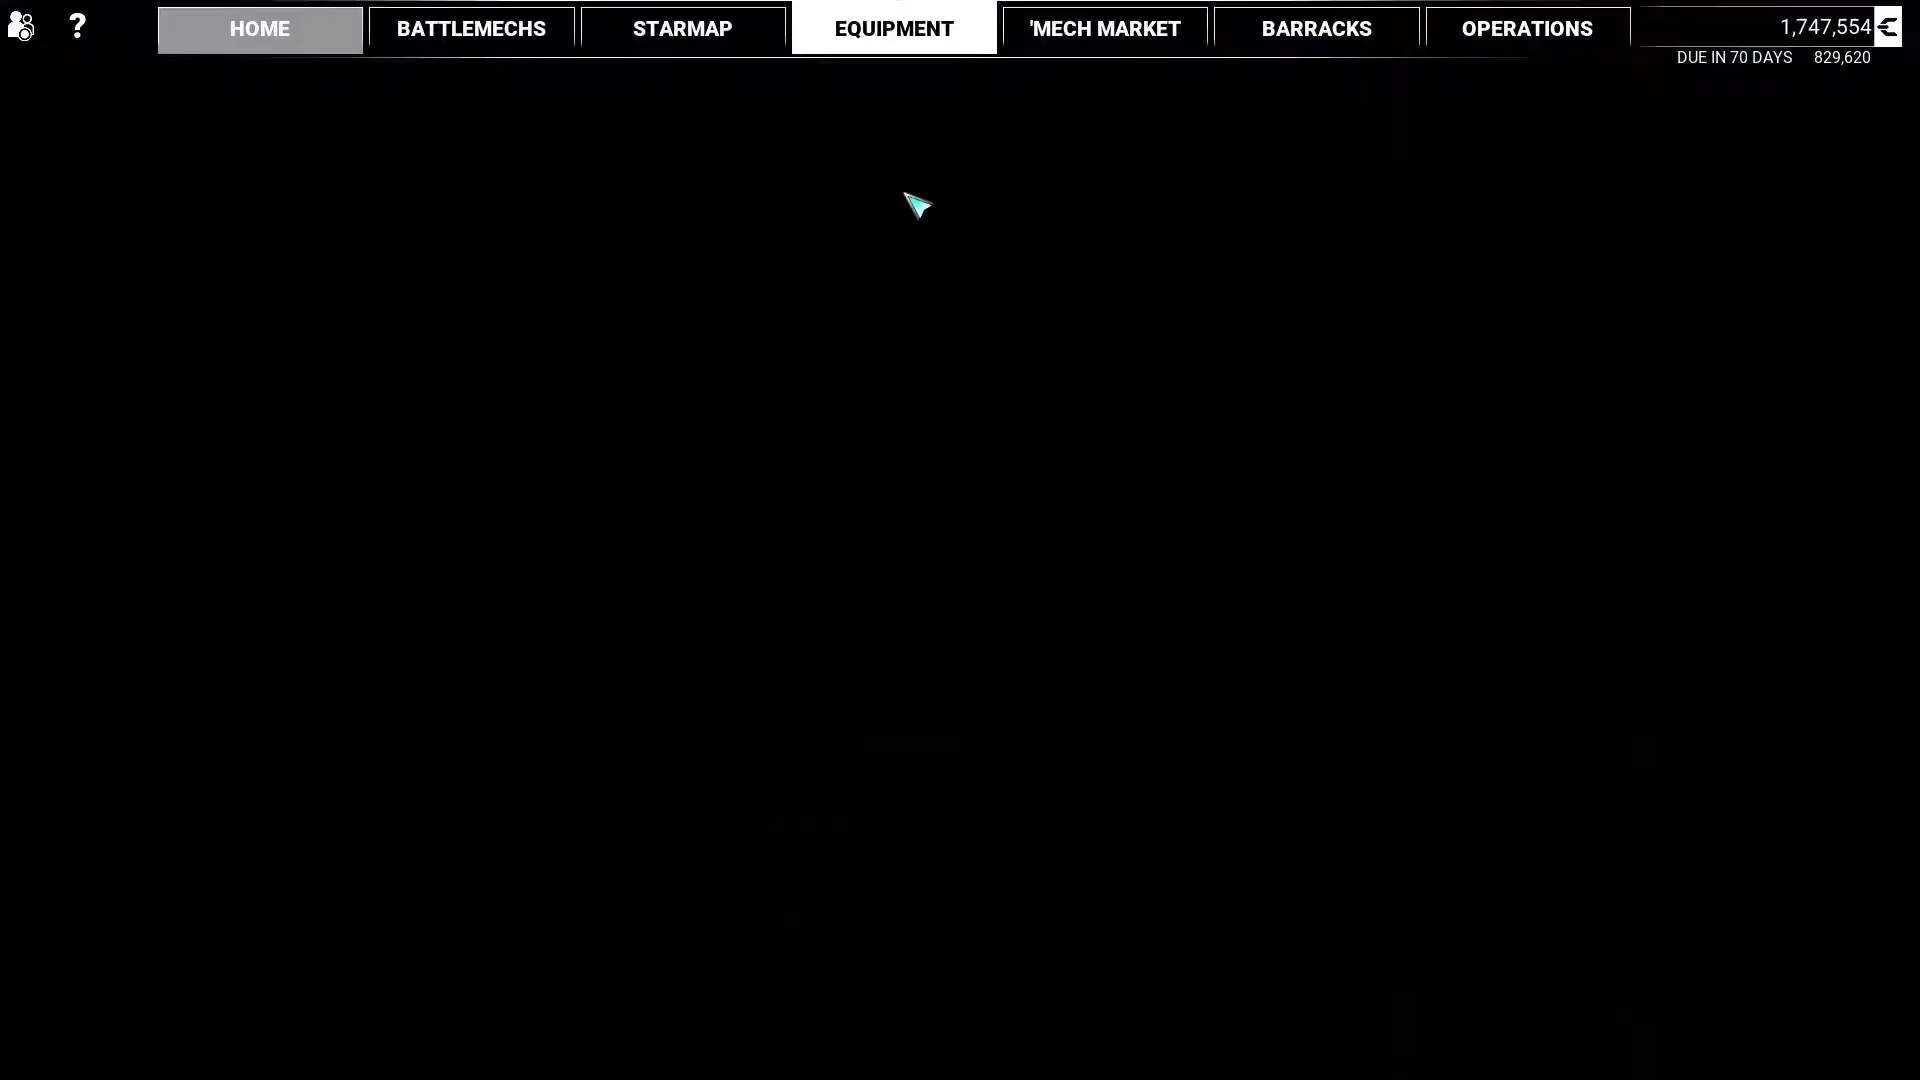 ? HOME BATTLEMECHS STARMAP EQUIPMENT 'MECH MARKET BARRACKS OPERATIONS 1,747,554
DUE IN 70 DAYS 829,620